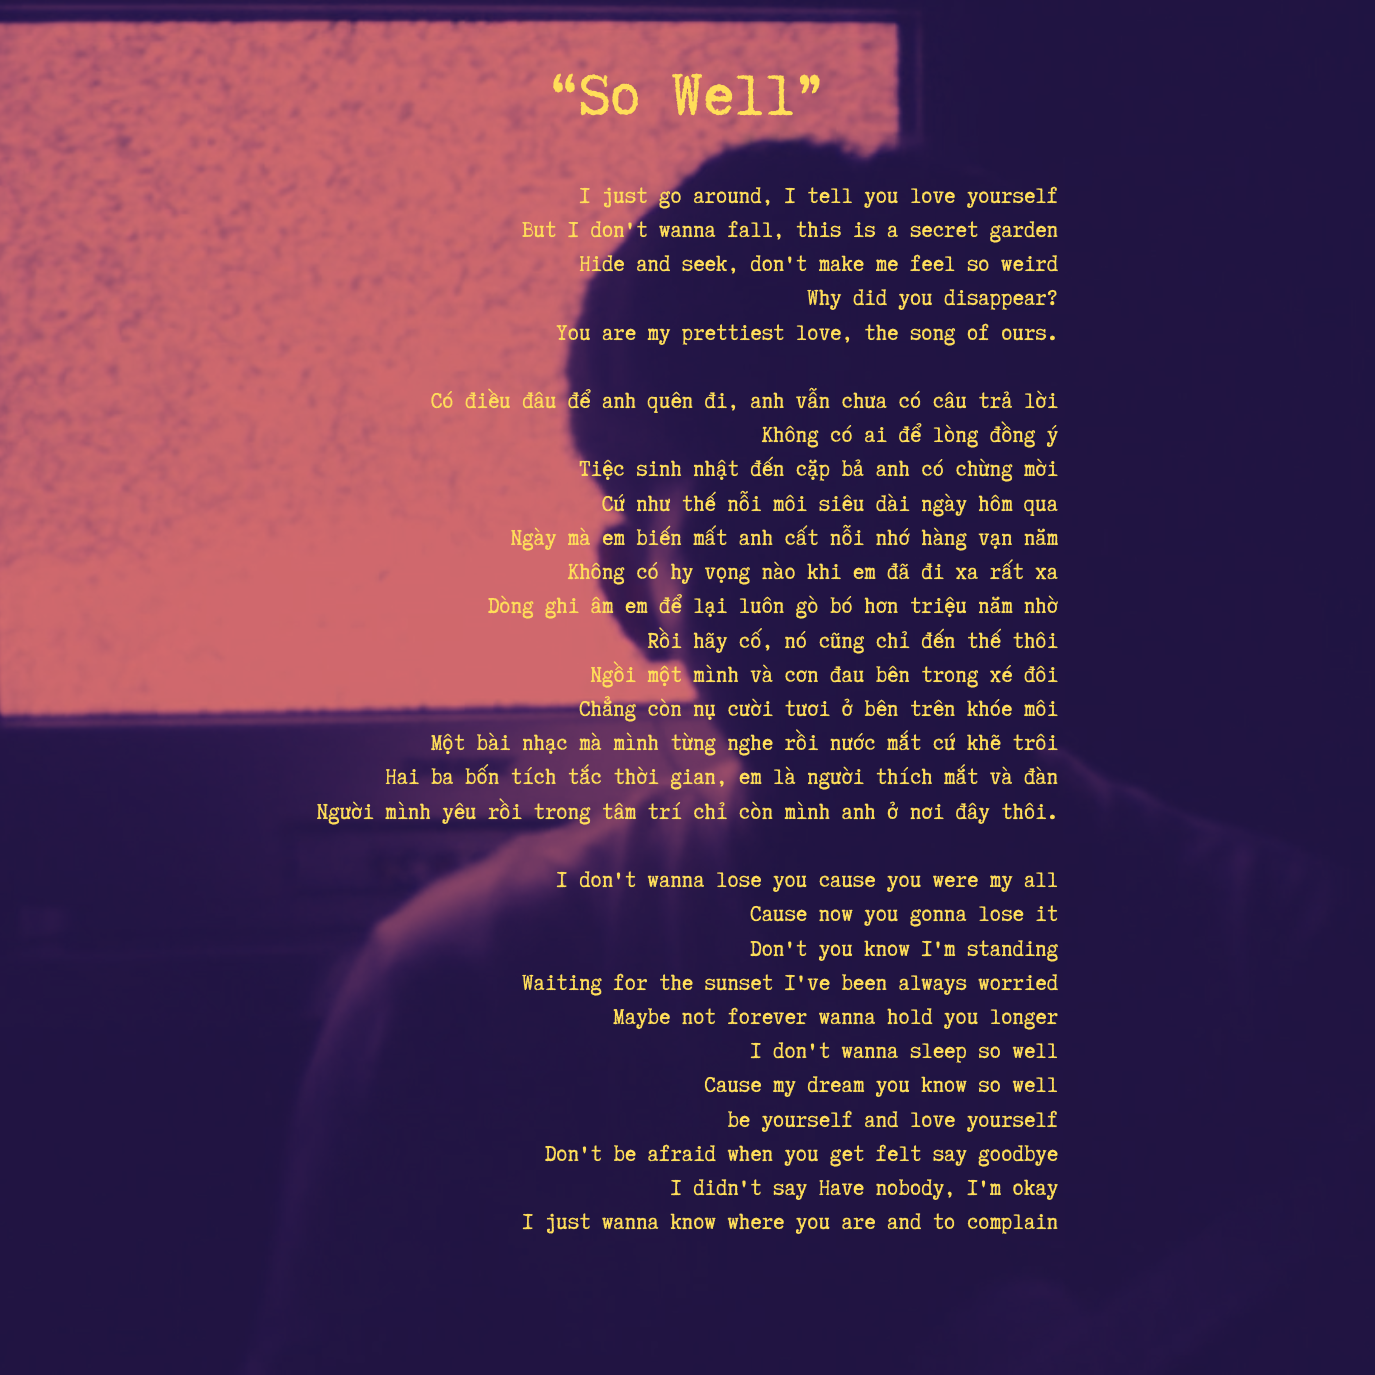 “So Well”
I just go around, I tell you love yourself
But I don't wanna fall, this is a secret garden
Hide and seek, don't make me feel so weird
Why did you disappear?
You are my prettiest love, the song of ours.
Có điều đâu để anh quên đi, anh vẫn chưa có câu trả lời
Không có ai để lòng đồng ý
Tiệc sinh nhật đến cặp bả anh có chừng mời
Cứ như thế nỗi môi siêu dài ngày hôm qua
Ngày mà em biến mất anh cất nỗi nhớ hàng vạn năm
Không có hy vọng nào khi em đã đi xa rất xa
Dòng ghi âm em để lại luôn gò bó hơn triệu năm nhờ
Rồi hãy cố, nó cũng chỉ đến thế thôi
Ngồi một mình và cơn đau bên trong xé đôi
Chẳng còn nụ cười tươi ở bên trên khóe môi
Một bài nhạc mà mình từng nghe rồi nước mắt cứ khẽ trôi
Hai ba bốn tích tắc thời gian, em là người thích mắt và đàn
Người mình yêu rồi trong tâm trí chỉ còn mình anh ở nơi đây thôi.
I don't wanna lose you cause you were my all
Cause now you gonna lose it
Don't you know I'm standing
Waiting for the sunset I've been always worried
Maybe not forever wanna hold you longer
I don't wanna sleep so well
Cause my dream you know so well
be yourself and love yourself
Don't be afraid when you get felt say goodbye
I didn't say Have nobody, I'm okay
I just wanna know where you are and to complain